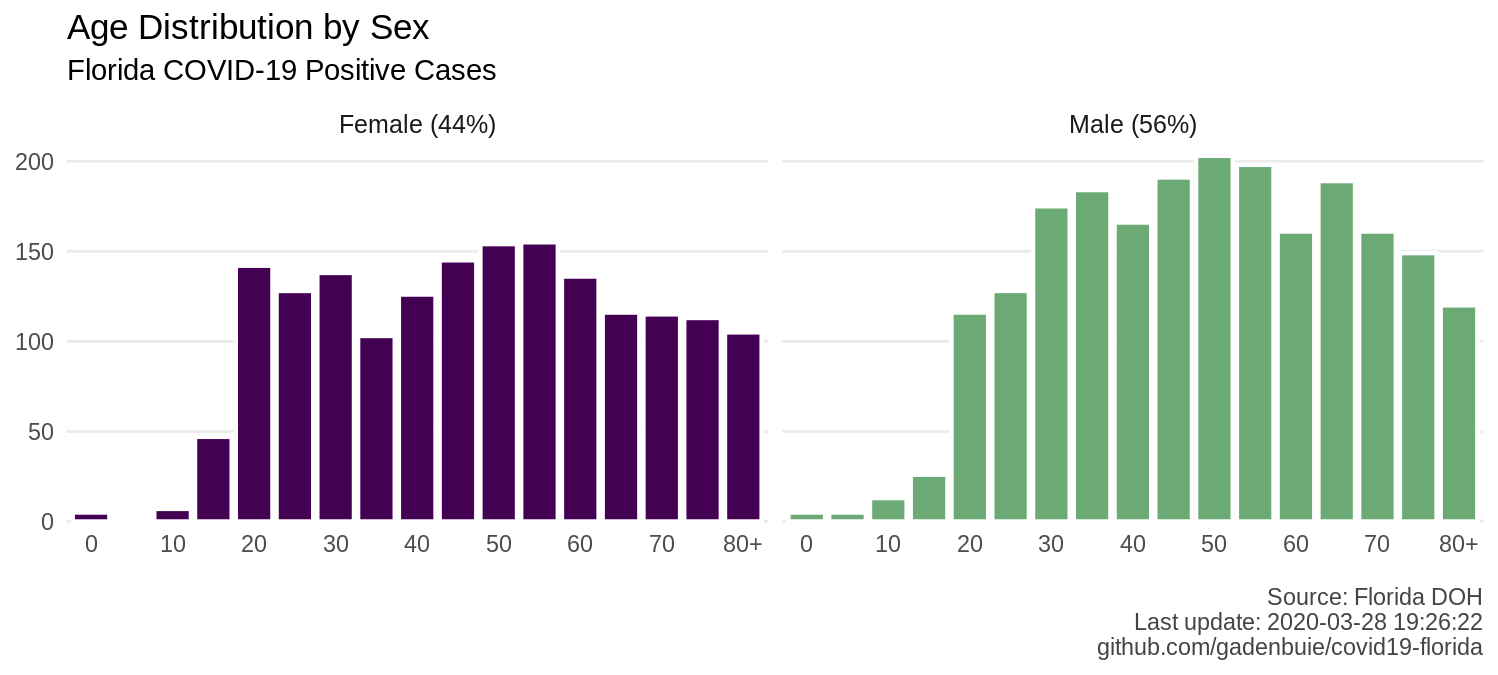 Age Distribution by Sex
Florida COVID-19 Positive Cases
Female (44%)
Male (56%)
200
150
100
50
0
0 10 20 30 40 50 60 70 80+
0 10 20 30 40 50 60 70 80+
Source: Florida DOH
Last update: 2020-03-28 19:26:22
github.com/gadenbuie/covid19-florida